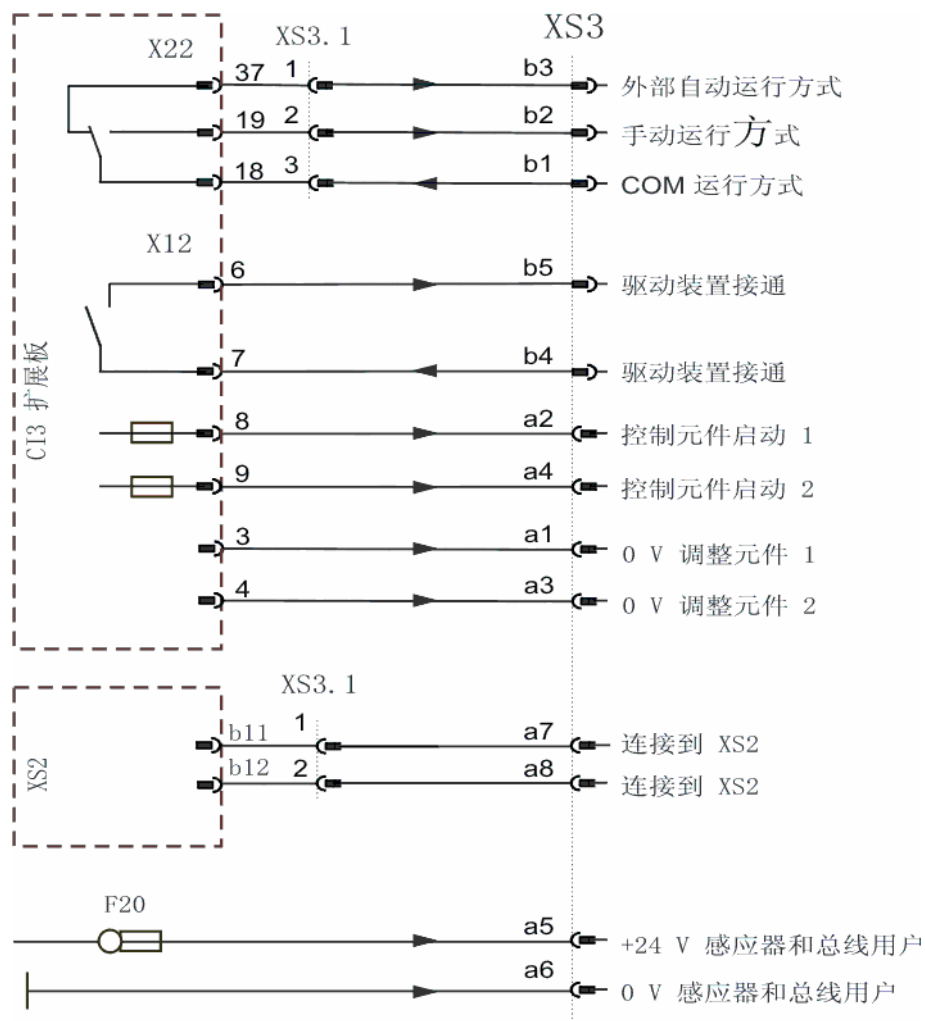 XS3
X22 XS3.1
37 1 b3 外部自动运行方式
19 2 b2 手动运行方式
18 3 b1 COM 运行方式
X12
6 b5 驱动装置接通
7 b4 驱动装置接通
CI3 扩展板
8 a2 控制元件启动 1
9 a4 控制元件启动 2
3 a1 0 V 调整元件 1
4 a3 0 V 调整元件 2
XS3.1
b11 1 a7 连接到 XS2
XS2
b12 2 a8 连接到 XS2
F20
a5 +24 V 感应器和总线用户
a6 0 V 感应器和总线用户